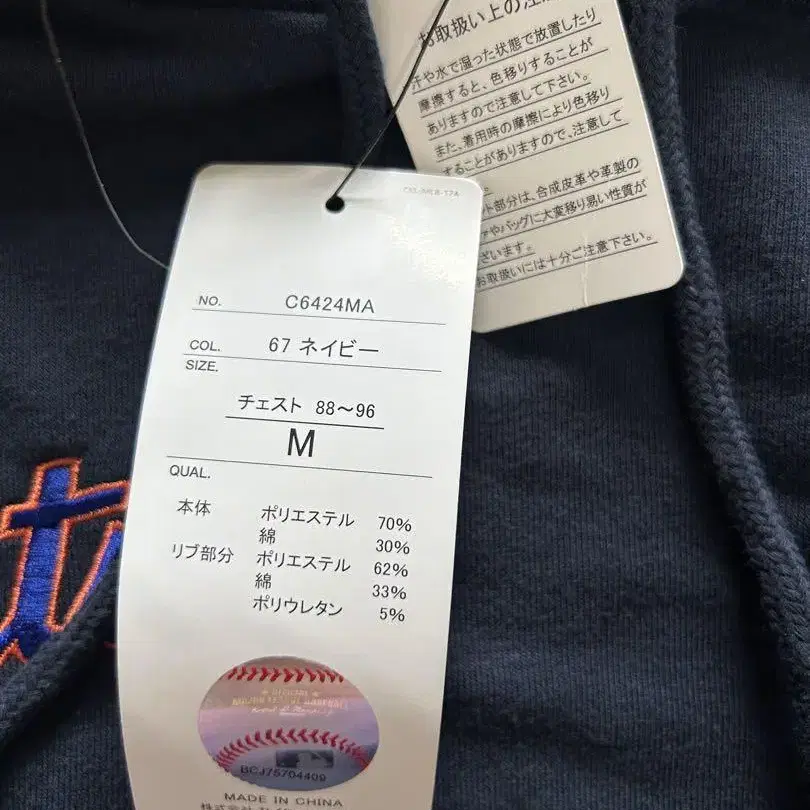 お取扱い上の注意
汗や水で湿った状態で放置したり
摩擦すると、色移りすることが
ありますので注意して下さい。
また、着用時の摩擦により色移り
することがありますので、注意して
ット部分は、合成皮革や革製の
アやバッグに大変移り易い性質が
ざいます。
お取扱いには十分ご注意下さい。
NO. C6424MA
COL. 67 ネイビー
SIZE.
チェスト 88～96
M
QUAL.
本体 ポリエステル 70%
綿 30%
リブ部分 ポリエステル 62%
綿 33%
ポリウレタン 5%
GENUINE
MAJOR LEAGUE BASEBALL
BCJ75704409
MADE IN CHINA